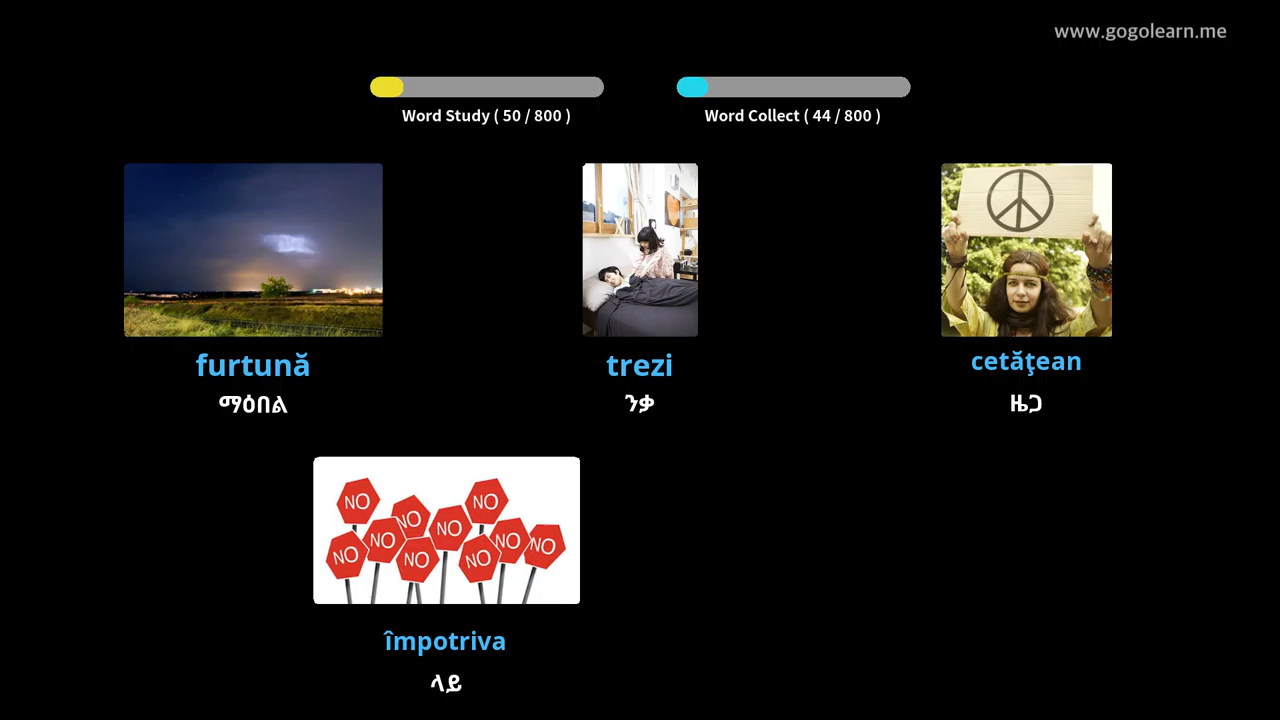 www.gogolearn.me
Word Study ( 50 / 800 )
Word Collect ( 44 / 800 )
furtună
ማዕበል
trezi
ንቃ
cetăţean
ዜጋ
NO
NO
NO
NO
NO
NO
NO
NO
NO
NO
împotriva
ላይ